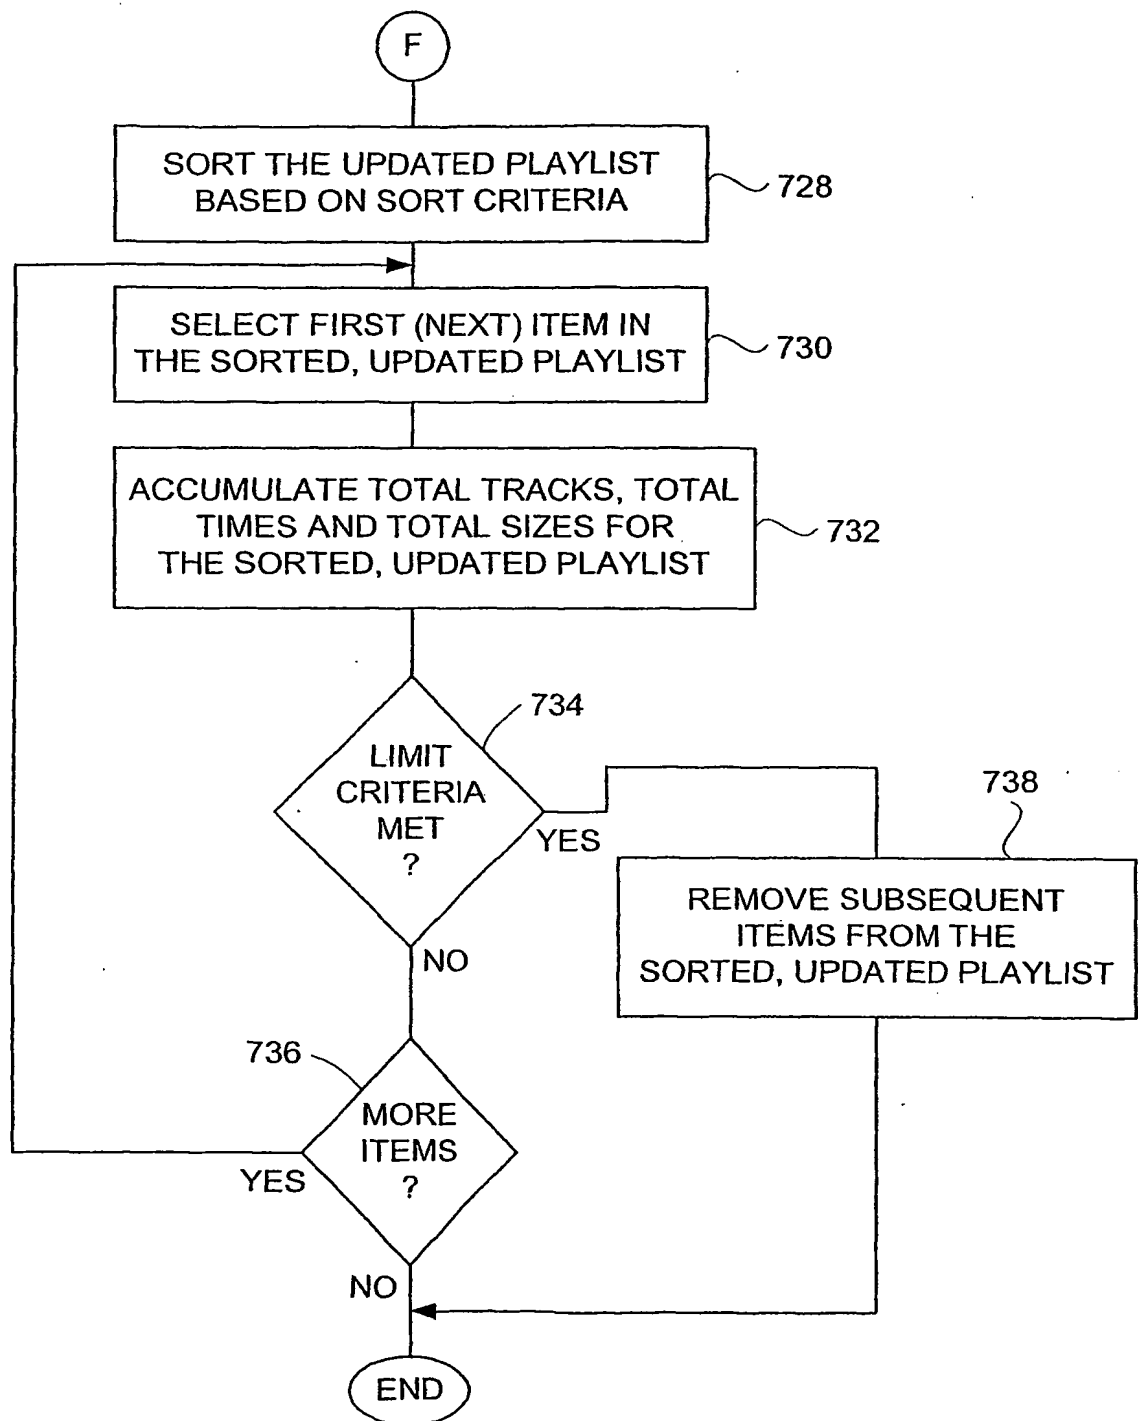 F
SORT THE UPDATED PLAYLIST
BASED ON SORT CRITERIA
728
SELECT FIRST (NEXT) ITEM IN
THE SORTED, UPDATED PLAYLIST
730
ACCUMULATE TOTAL TRACKS, TOTAL
TIMES AND TOTAL SIZES FOR
THE SORTED, UPDATED PLAYLIST
732
734
LIMIT
CRITERIA
MET
?
YES
NO
738
REMOVE SUBSEQUENT
ITEMS FROM THE
SORTED, UPDATED PLAYLIST
736
MORE
ITEMS
?
YES
NO
END